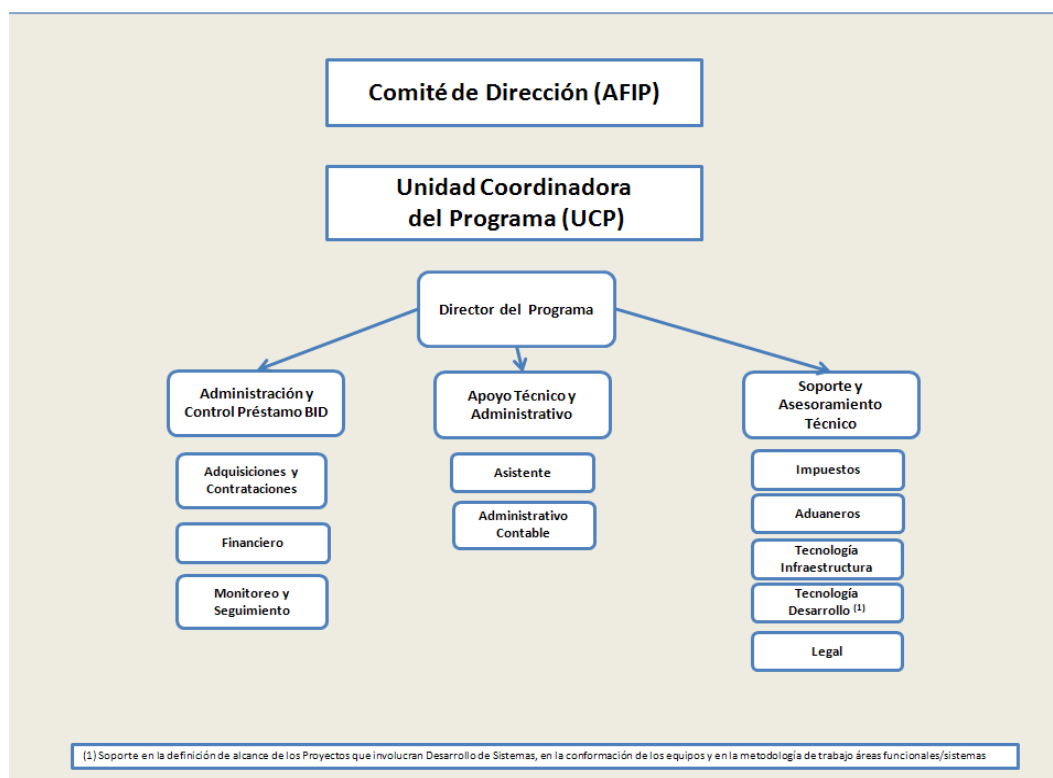 Comité de Dirección (AFIP)
Unidad Coordinadora
del Programa (UCP)
Director del Programa
Administración y
Control Préstamo BID
Adquisiciones y
Contrataciones
Financiero
Monitoreo y
Seguimiento
Apoyo Técnico y
Administrativo
Asistente
Administrativo
Contable
Soporte y
Asesoramiento
Técnico
Impuestos
Aduaneros
Tecnología
Infraestructura
Tecnología
Desarrollo (1)
Legal
(1) Soporte en la definición de alcance de los Proyectos que involucran Desarrollo de Sistemas, en la conformación de los equipos y en la metodología de trabajo áreas funcionales/sistemas